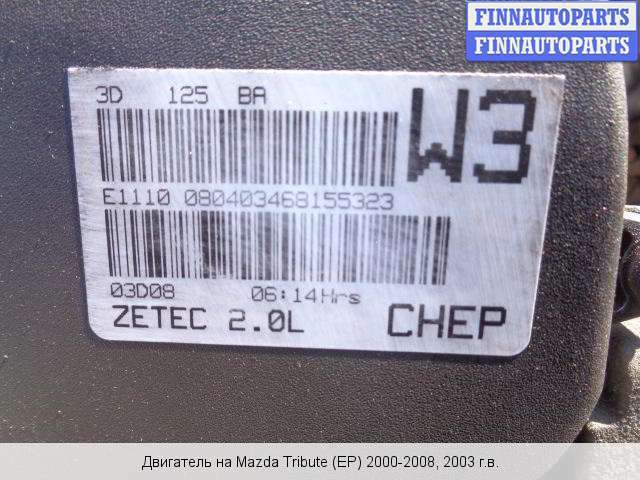 FINNAUTOPARTS
FINNAUTOPARTS
3D 125 BA
W3
E1110 080403468155323
03D08 06:14Hrs
ZETEC 2.0L CHEP
Двигатель на Mazda Tribute (EP) 2000-2008, 2003 г.в.